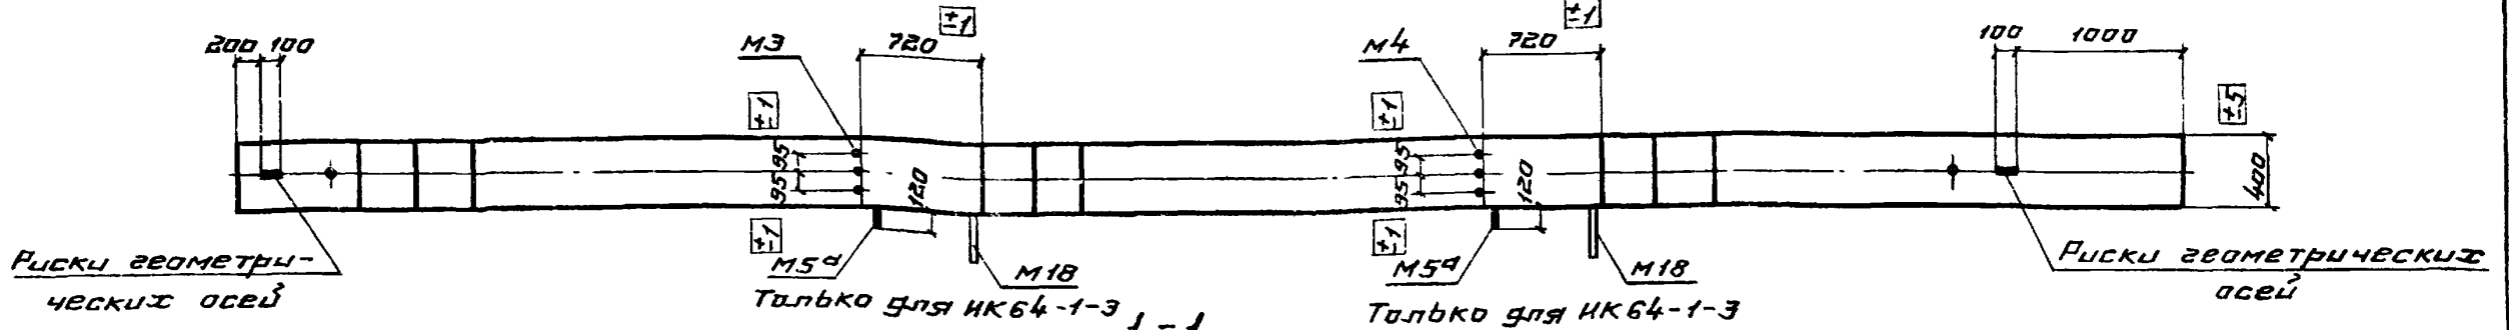 ±1
±1
200 100
М3
720
М4
720
100
1000
±1
±1
±5
95
95
120
95
95
120
400
±1
±1
Риски геометри-
ческих осей
М5а
М18
Только для НК64-1-3
1-1
М5а
М18
Только для НК64-1-3
Риски геометрических
осей